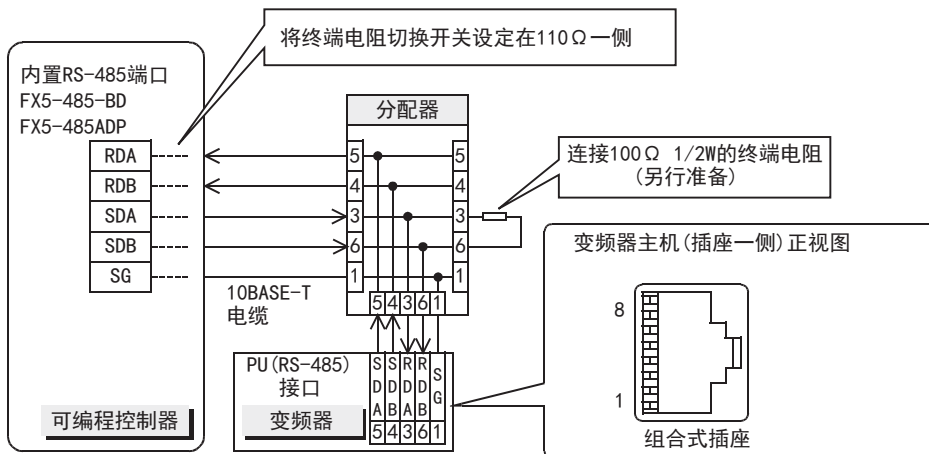 将终端电阻切换开关设定在110Ω一侧
内置RS-485端口
FX5-485-BD
FX5-485ADP
分配器
连接100Ω 1/2W的终端电阻
(另行准备)
RDA
RDB
SDA
SDB
SG
5
4
3
6
1
5
4
3
6
1
10BASE-T
电缆
5 4 3 6 1
PU(RS-485)
接口
变频器
SDA SDB RDA RDB SG
5 4 3 6 1
可编程控制器
变频器主机(插座一侧)正视图
8
1
组合式插座